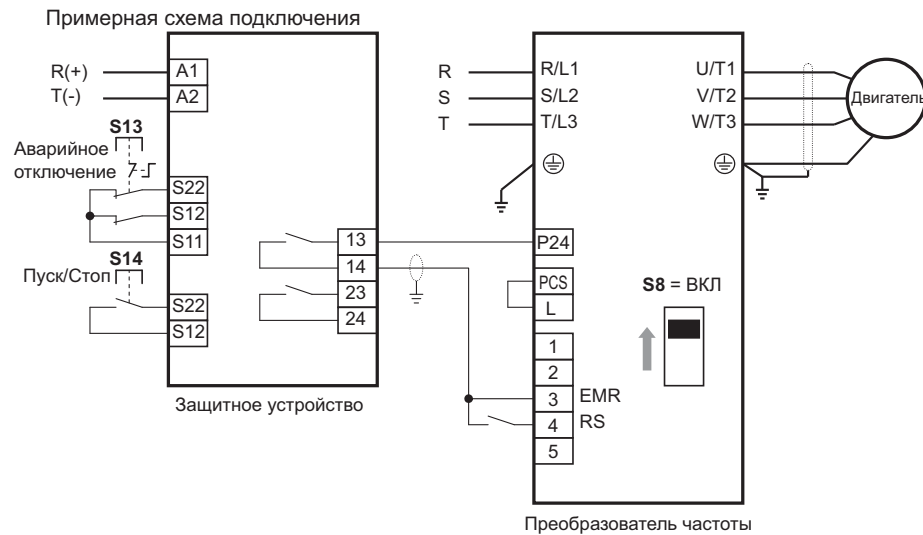 Примерная схема подключения
R(+)
T(-)
A1
A2
S13
Аварийное
отключение
S22
S12
S11
S14
Пуск/Стоп
S22
S12
13
14
23
24
Защитное устройство
R
S
T
R/L1
S/L2
T/L3
U/T1
V/T2
W/T3
Двигатель
P24
PCS
L
1
2
3
4
5
EMR
RS
S8 = ВКЛ
Преобразователь частоты